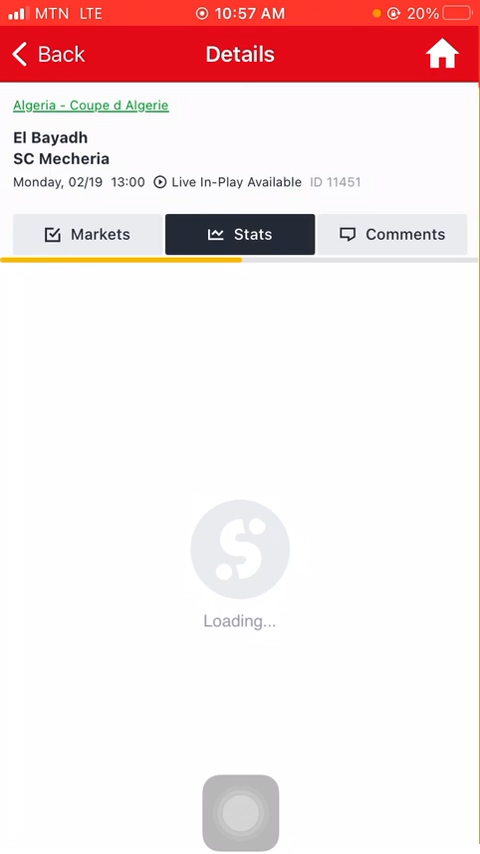 MTN LTE 10:57 AM 20%
Back Details
Algeria - Coupe d Algerie
El Bayadh
SC Mecheria
Monday, 02/19 13:00 Live In-Play Available ID 11451
Markets Stats Comments
Loading...